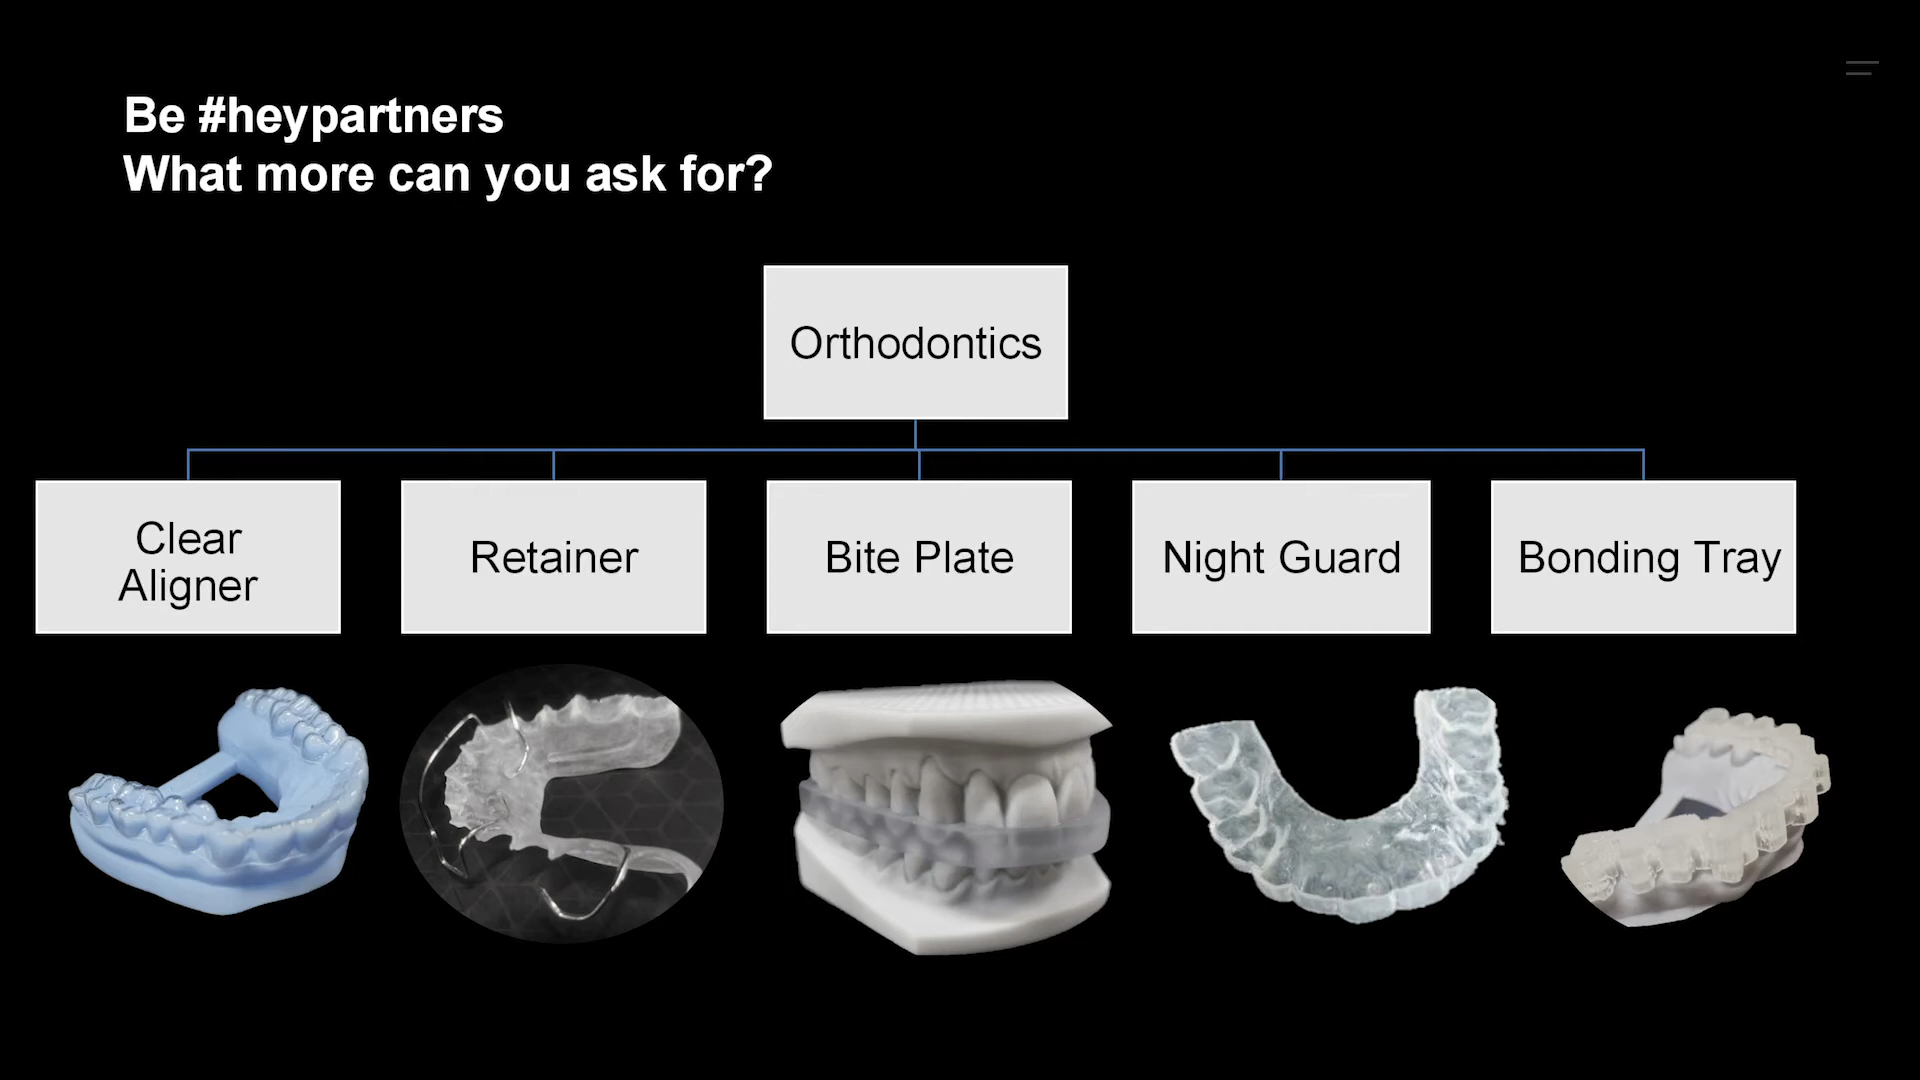 Be #heypartners
What more can you ask for?
Orthodontics
Clear
Aligner
Retainer
Bite Plate
Night Guard
Bonding Tray